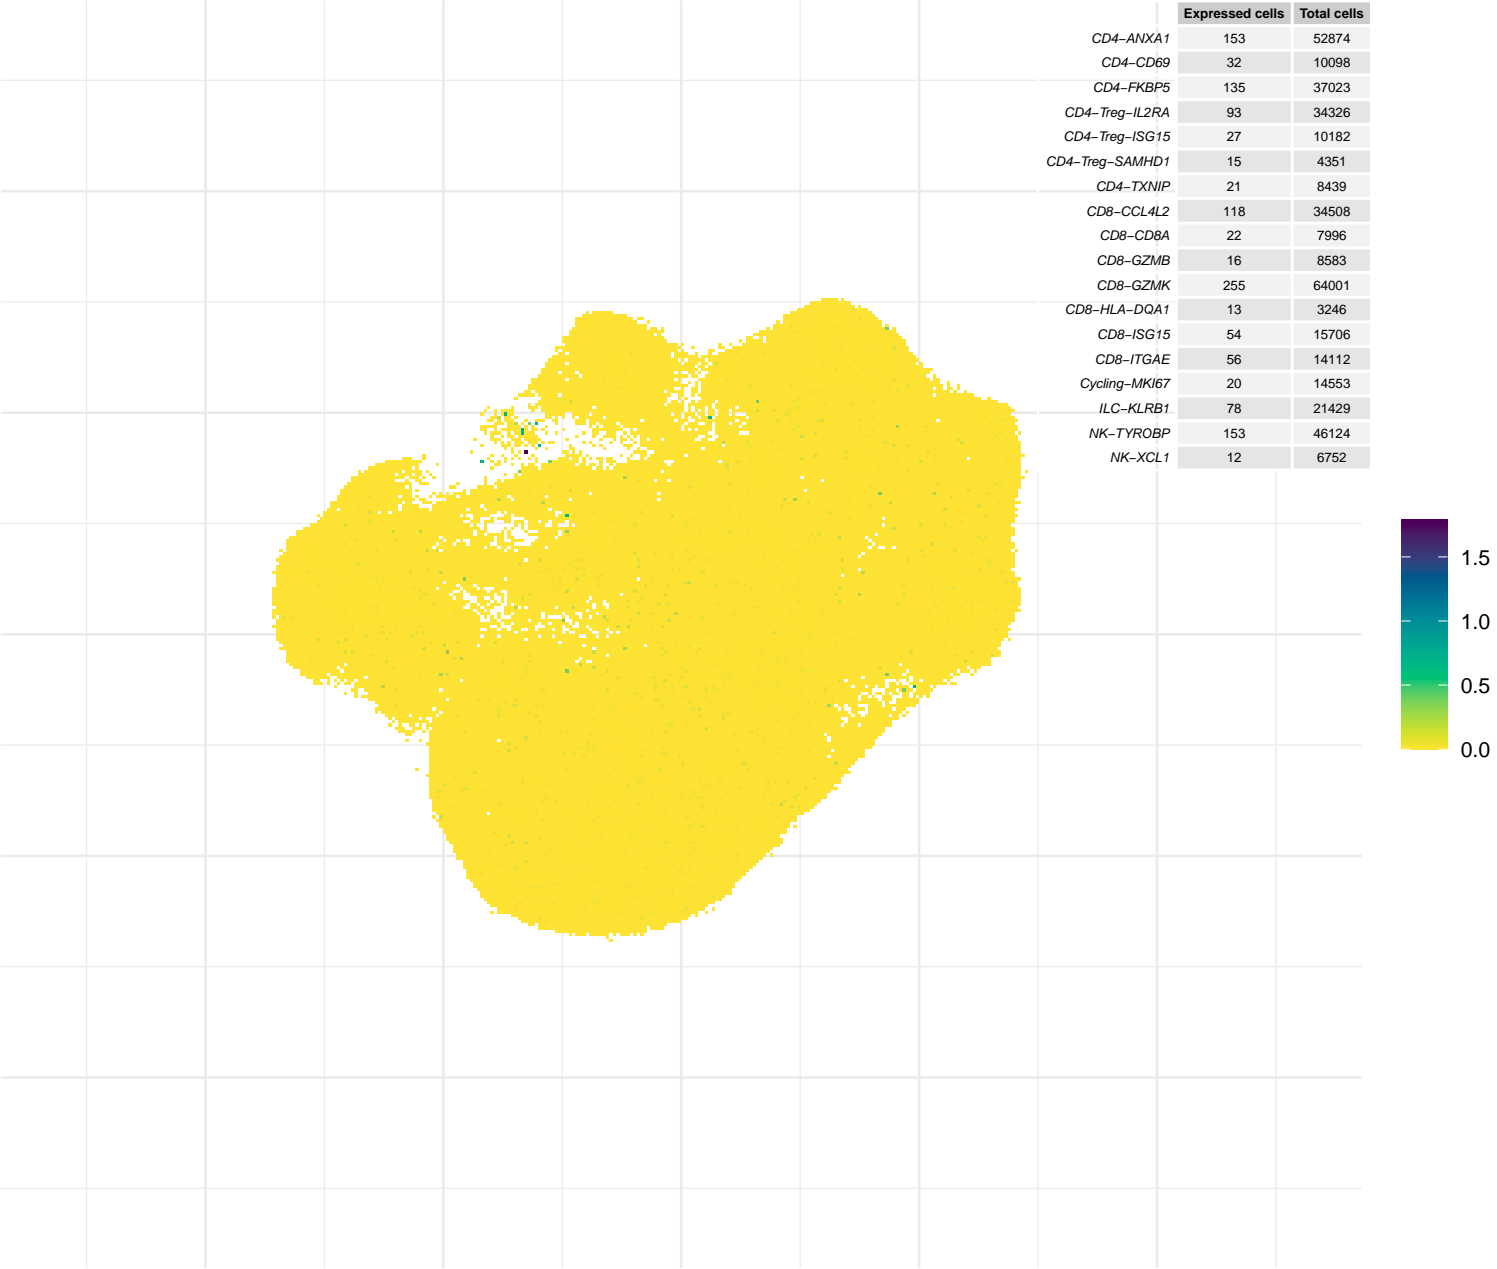 Expressed cells Total cells
CD4−ANXA1 153 52874
CD4−CD69 32 10098
CD4−FKBP5 135 37023
CD4−Treg−IL2RA 93 34326
CD4−Treg−ISG15 27 10182
CD4−Treg−SAMHD1 15 4351
CD4−TXNIP 21 8439
CD8−CCL4L2 118 34508
CD8−CD8A 22 7996
CD8−GZMB 16 8583
CD8−GZMK 255 64001
CD8−HLA−DQA1 13 3246
CD8−ISG15 54 15706
CD8−ITGAE 56 14112
Cycling−MKI67 20 14553
ILC−KLRB1 78 21429
NK−TYROBP 153 46124
NK−XCL1 12 6752
1.5
1.0
0.5
0.0